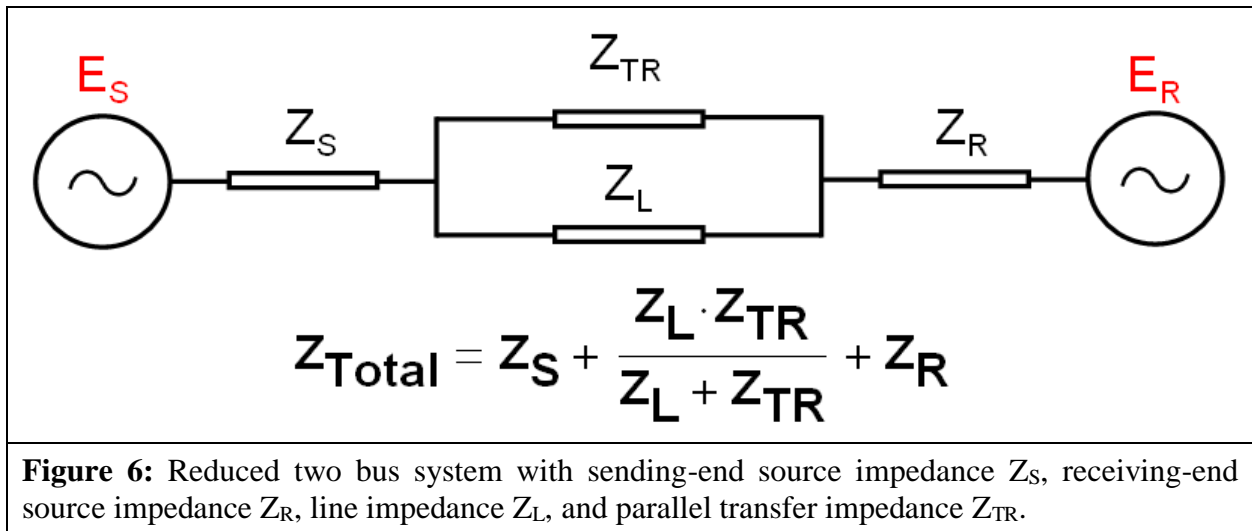 Z_TR
E_S
E_R
Z_S
Z_R
Z_L
Z_Total = Z_S + (Z_L · Z_TR) / (Z_L + Z_TR) + Z_R
Figure 6: Reduced two bus system with sending-end source impedance Z_S, receiving-end
source impedance Z_R, line impedance Z_L, and parallel transfer impedance Z_TR.